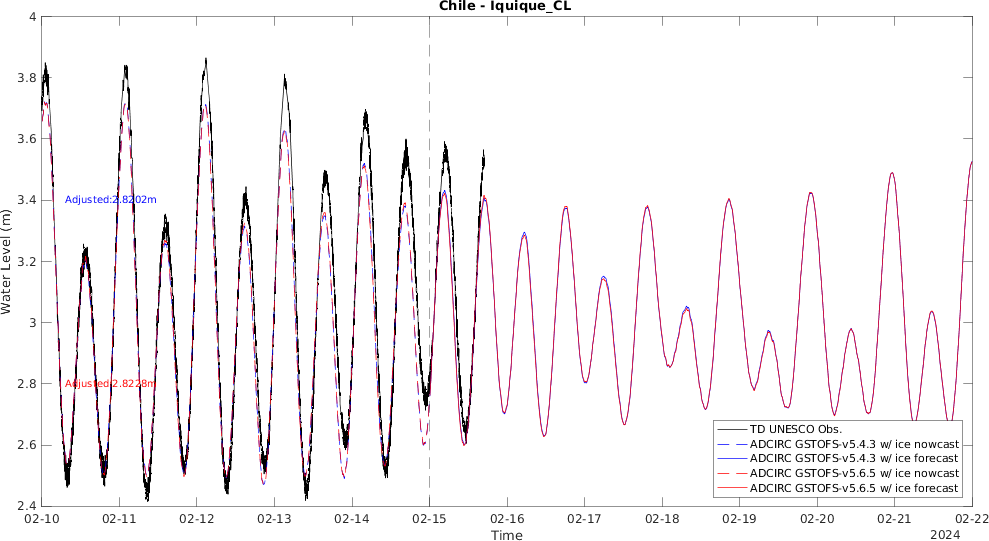 Chile - Iquique_CL
Water Level (m)
4
3.8
3.6
3.4
3.2
3
2.8
2.6
2.4
Adjusted:2.8202m
Adjusted:2.8228m
TD UNESCO Obs.
ADCIRC GSTOFS-v5.4.3 w/ ice nowcast
ADCIRC GSTOFS-v5.4.3 w/ ice forecast
ADCIRC GSTOFS-v5.6.5 w/ ice nowcast
ADCIRC GSTOFS-v5.6.5 w/ ice forecast
02-10 02-11 02-12 02-13 02-14 02-15 02-16 02-17 02-18 02-19 02-20 02-21 02-22
Time
2024